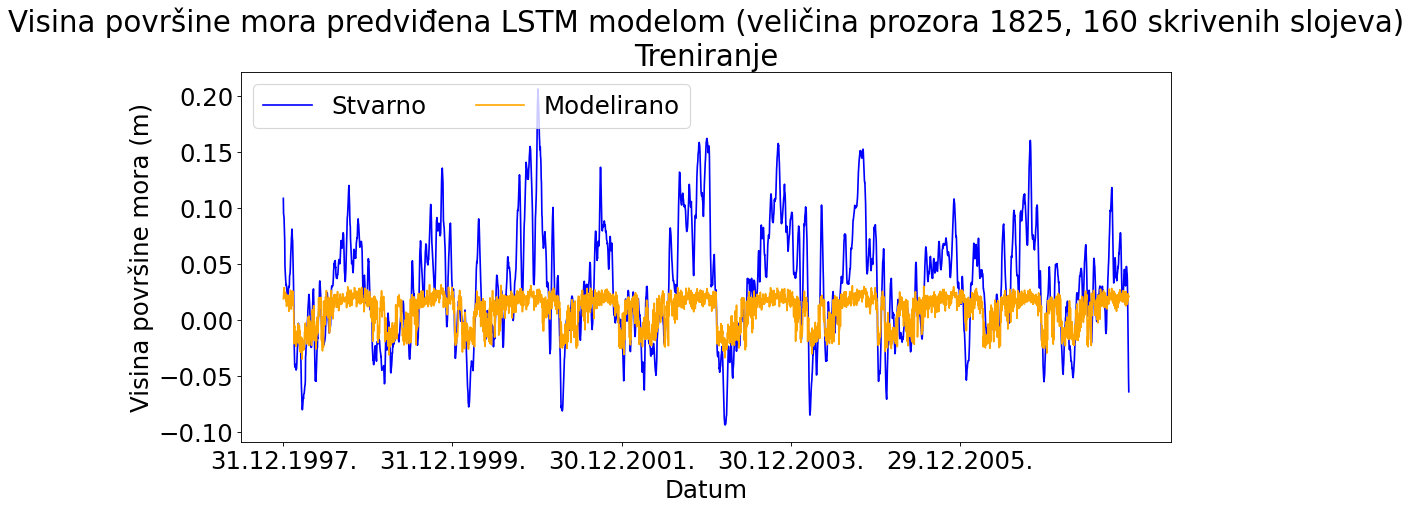 Visina površine mora predviđena LSTM modelom (veličina prozora 1825, 160 skrivenih slojeva)
Treniranje
Stvarno Modelirano
Visina površine mora (m)
0.20
0.15
0.10
0.05
0.00
−0.05
−0.10
31.12.1997. 31.12.1999. 30.12.2001. 30.12.2003. 29.12.2005.
Datum